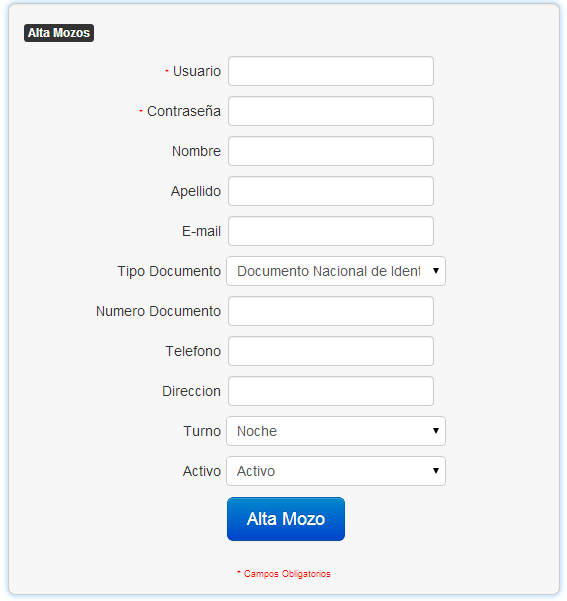 Alta Mozos
* Usuario
* Contraseña
Nombre
Apellido
E-mail
Tipo Documento Documento Nacional de Ident
Numero Documento
Telefono
Direccion
Turno Noche
Activo Activo
Alta Mozo
* Campos Obligatorios